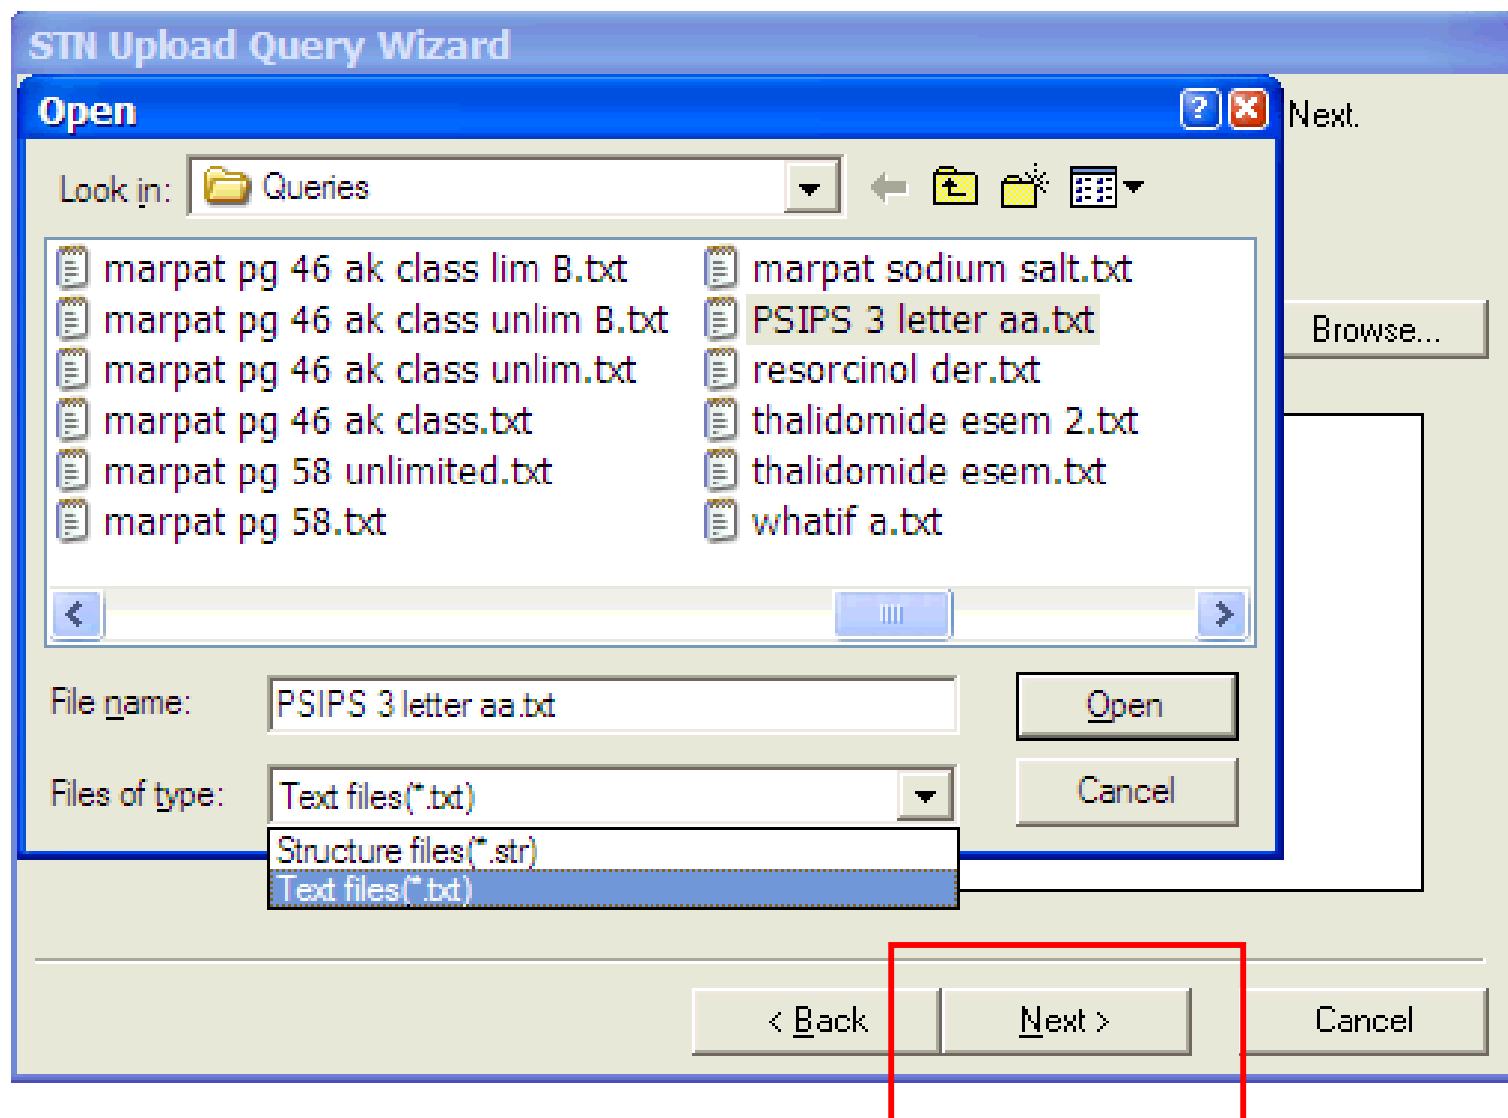 STN Upload Query Wizard
Open
Next.
Look in: Queries
marpat pg 46 ak class lim B.txt
marpat pg 46 ak class unlim B.txt
marpat pg 46 ak class unlim.txt
marpat pg 46 ak class.txt
marpat pg 58 unlimited.txt
marpat pg 58.txt
marpat sodium salt.txt
PSIPS 3 letter aa.txt
resorcinol der.txt
thalidomide esem 2.txt
thalidomide esem.txt
whatif a.txt
Browse...
File name: PSIPS 3 letter aa.txt Open
Files of type: Text files(*.txt) Cancel
Structure files(*.str)
Text files(*.txt)
< Back Next > Cancel